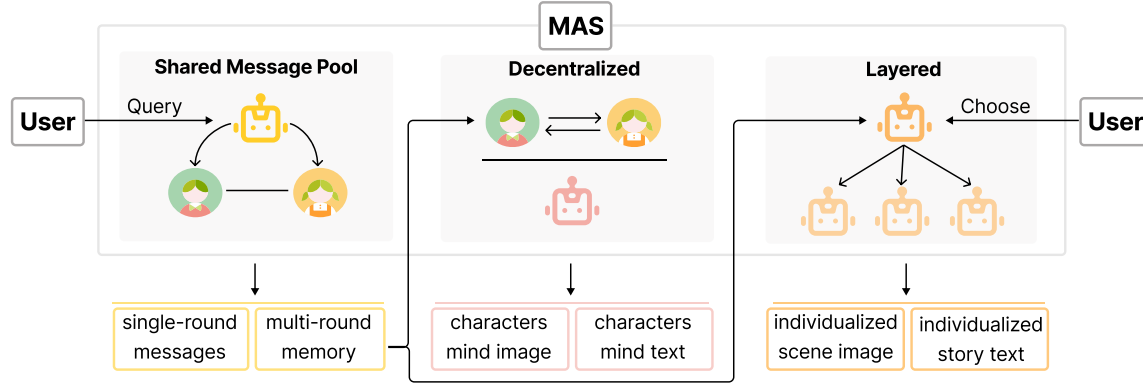 MAS
Shared Message Pool
Decentralized
Layered
User
Query
Choose
User
single-round
messages
multi-round
memory
characters
mind image
characters
mind text
individualized
scene image
individualized
story text